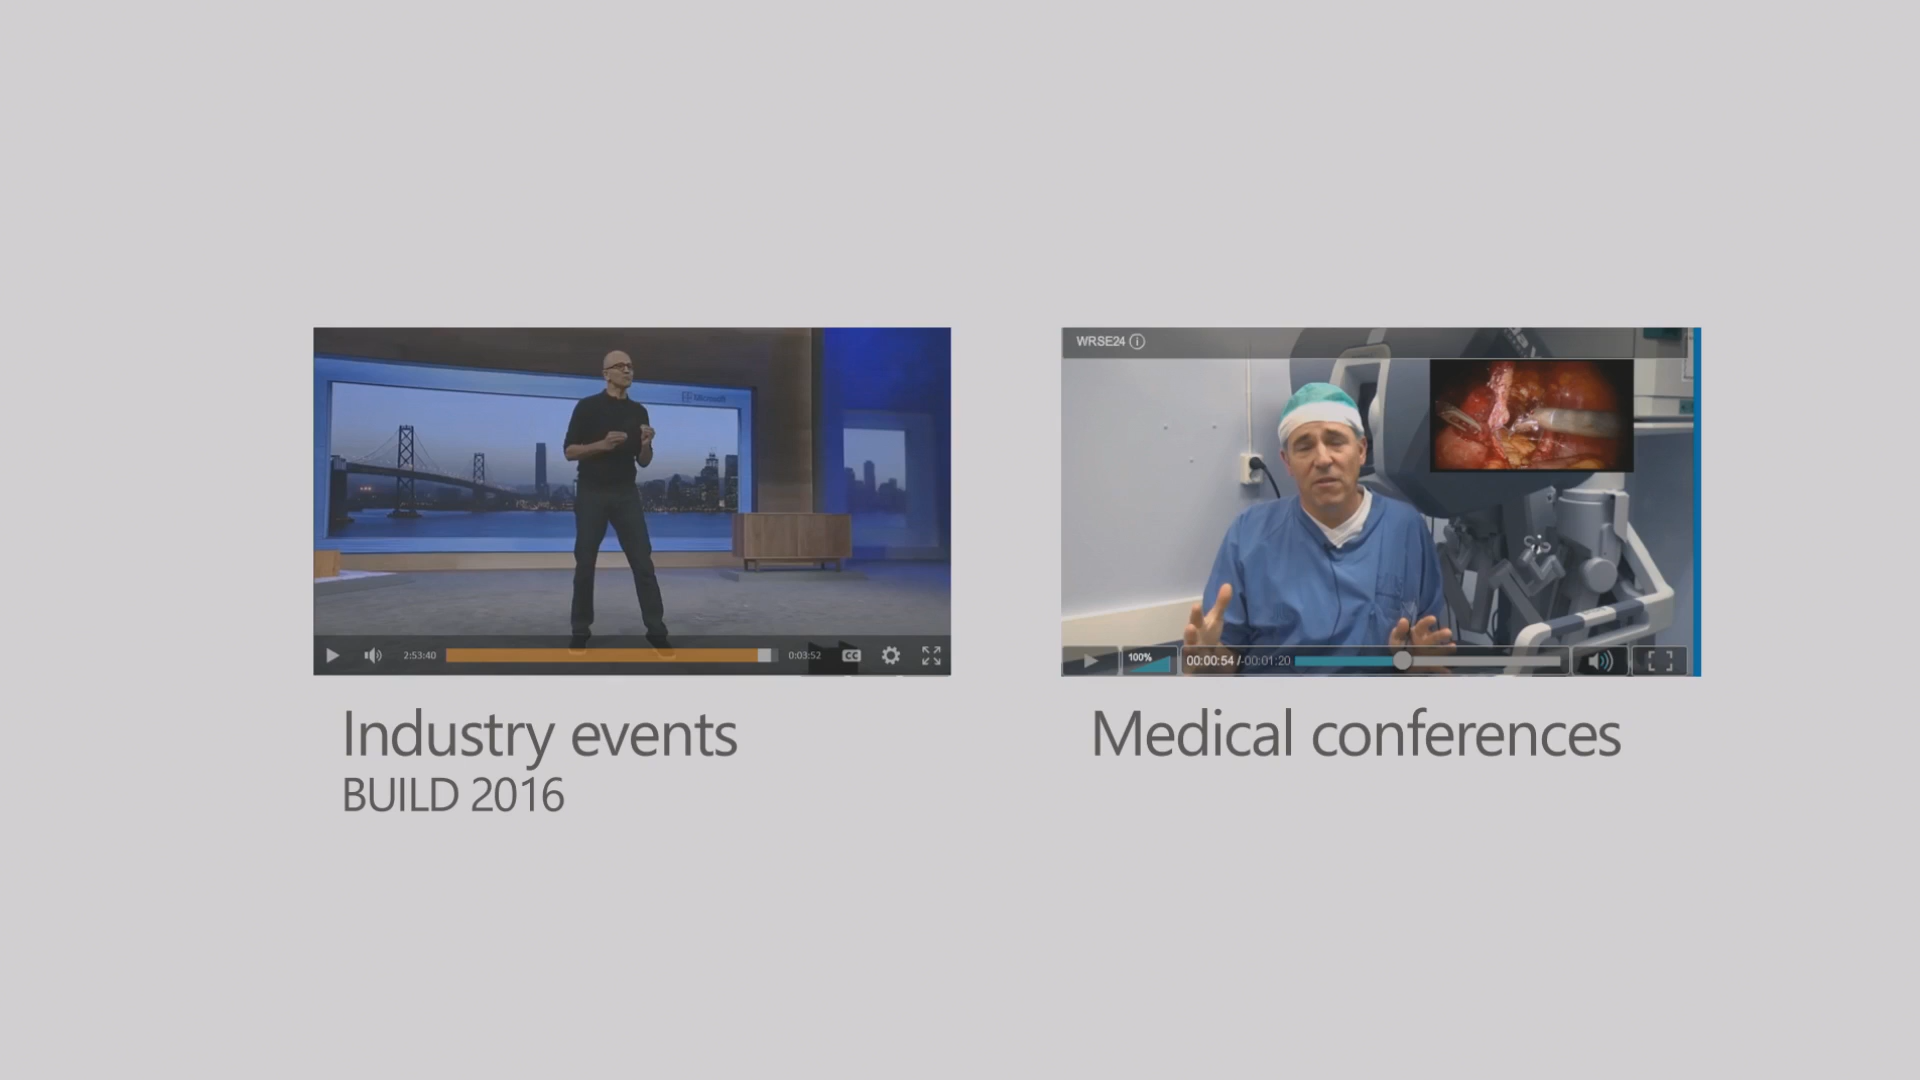 Microsoft
2:53:40
0:03:52
CC
Industry events
BUILD 2016
WRSE24
100%
00:00:54 / 00:01:20
Medical conferences